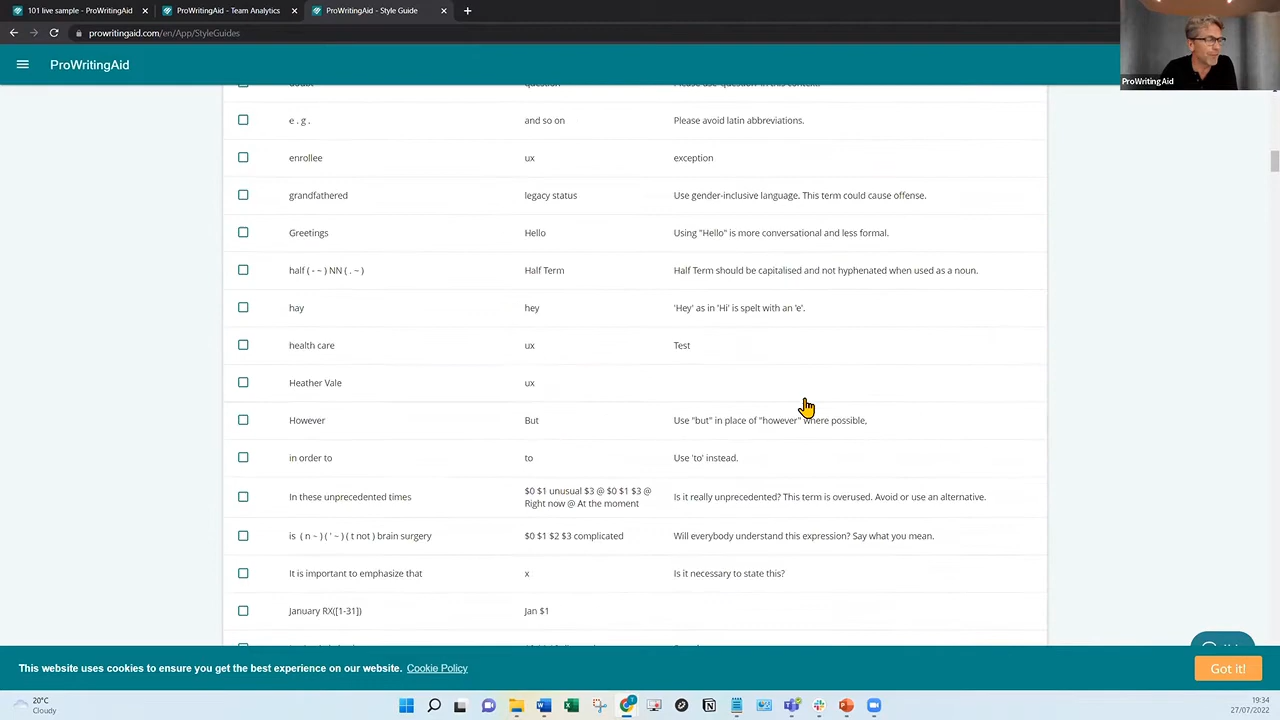 101 live sample - ProWritingAid
ProWritingAid - Team Analytics
ProWritingAid - Style Guide
prowritingaid.com/en/App/StyleGuides
ProWritingAid
ProWriting Aid
e . g . and so on Please avoid latin abbreviations.
enrollee ux exception
grandfathered legacy status Use gender-inclusive language. This term could cause offense.
Greetings Hello Using "Hello" is more conversational and less formal.
half ( - ~ ) NN ( . ~ ) Half Term Half Term should be capitalised and not hyphenated when used as a noun.
hay hey 'Hey' as in 'Hi' is spelt with an 'e'.
health care ux Test
Heather Vale ux
However But Use "but" in place of "however" where possible,
in order to to Use 'to' instead.
In these unprecedented times $0 $1 unusual $3 @ $0 $1 $3 @ Is it really unprecedented? This term is overused. Avoid or use an alternative.
Right now @ At the moment
is ( n ~ ) ( ' ~ ) ( t not ) brain surgery $0 $1 $2 $3 complicated Will everybody understand this expression? Say what you mean.
It is important to emphasize that x Is it necessary to state this?
January RX([1-31]) Jan $1
This website uses cookies to ensure you get the best experience on our website. Cookie Policy
Got it!
20°C
Cloudy
19:34
27/07/2022